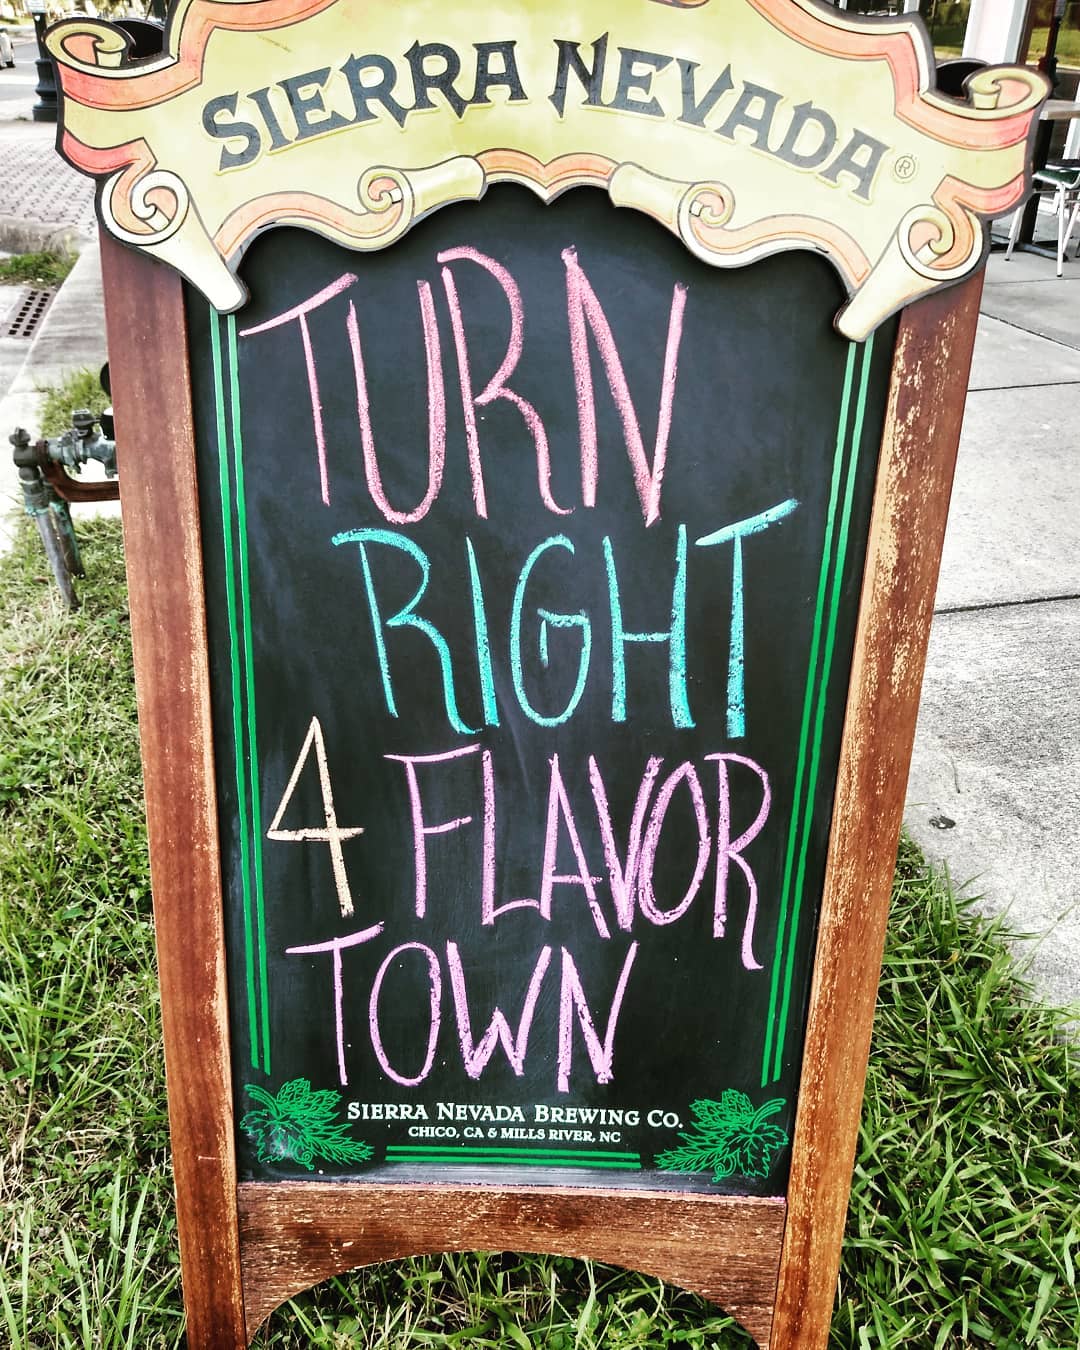 SIERRA NEVADA®
TURN
RIGHT
4 FLAVOR
TOWN
SIERRA NEVADA BREWING CO.
CHICO, CA & MILLS RIVER, NC